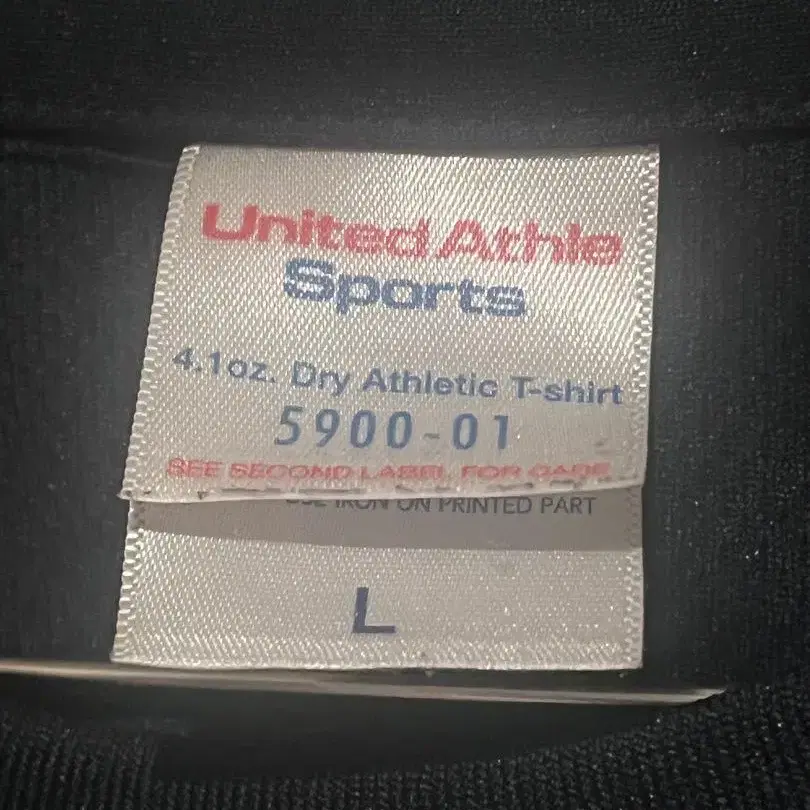 United Athle
Sports
4.1oz. Dry Athletic T-shirt
5900-01
SEE SECOND LABEL FOR CARE
IRON ON PRINTED PART
L